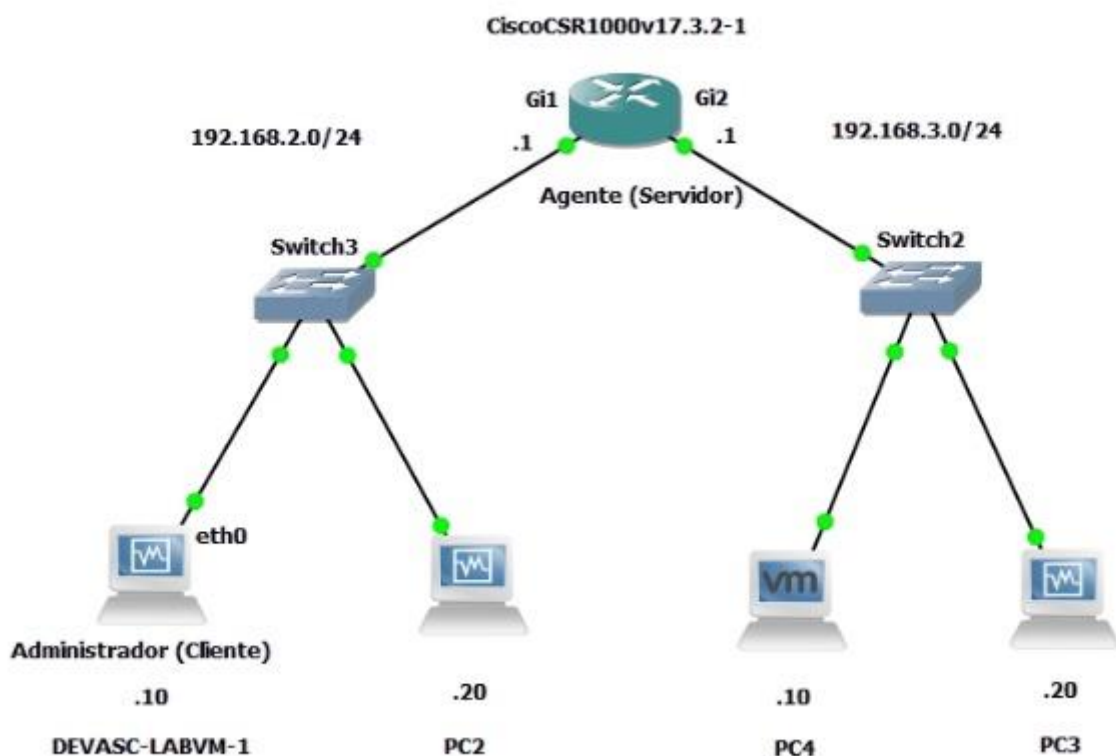 CiscoCSR1000v17.3.2-1
Gi1
Gi2
192.168.2.0/24
192.168.3.0/24
.1
.1
Agente (Servidor)
Switch3
Switch2
eth0
vm
Administrador (Cliente)
.10
.20
.10
.20
DEVASC-LABVM-1
PC2
PC4
PC3